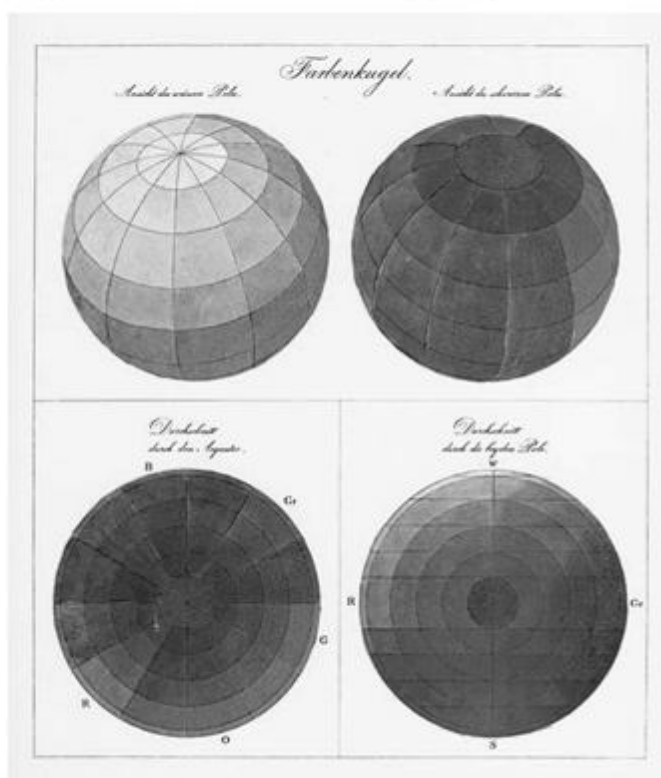 Farbenkugel.
Ansicht des weissen Pols.
Ansicht des schwarzen Pols.
Durchschnitt
durch den Aequator.
Durchschnitt
durch die beyden Pole.
B
Gr
G
O
R
W
R
Gr
S